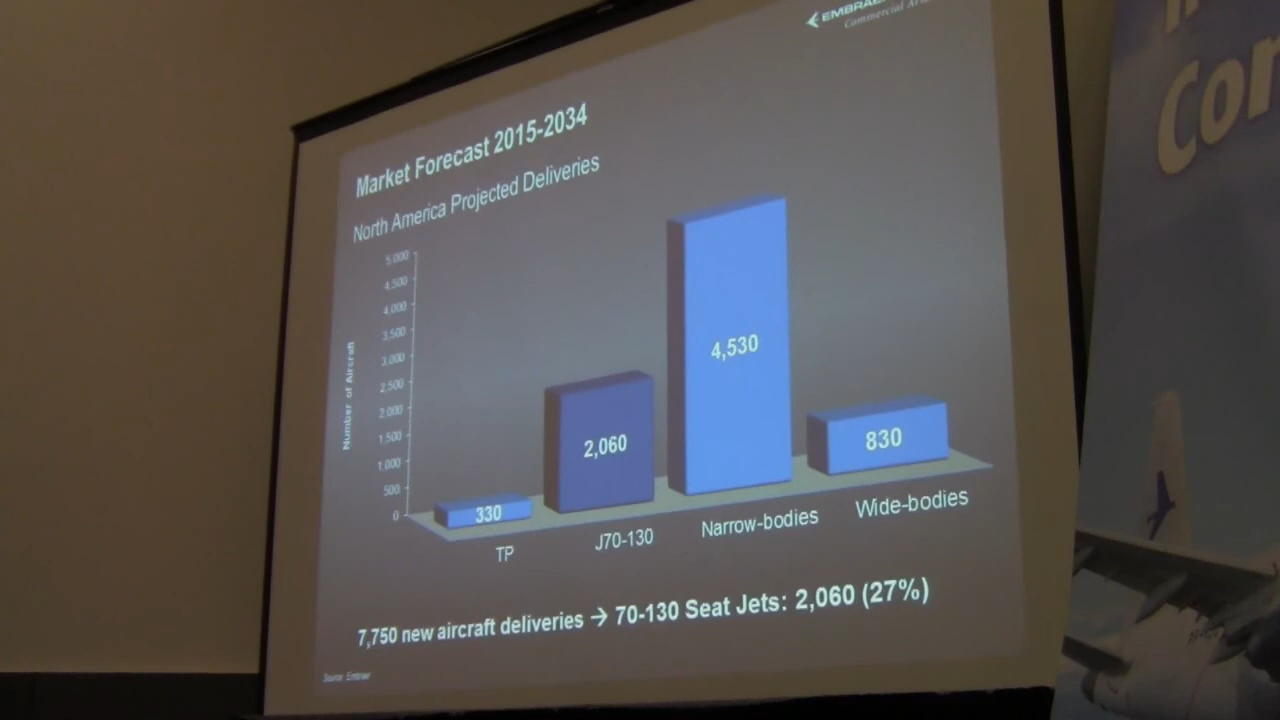 EMBRAE
Commercial Avia
Market Forecast 2015-2034
North America Projected Deliveries
Number of Aircraft
5,000
4,500
4,000
3,500
3,000
2,500
2,000
1,500
1,000
500
0
330
2,060
4,530
830
TP
J70-130
Narrow-bodies
Wide-bodies
7,750 new aircraft deliveries → 70-130 Seat Jets: 2,060 (27%)
Source: Embraer
Cor